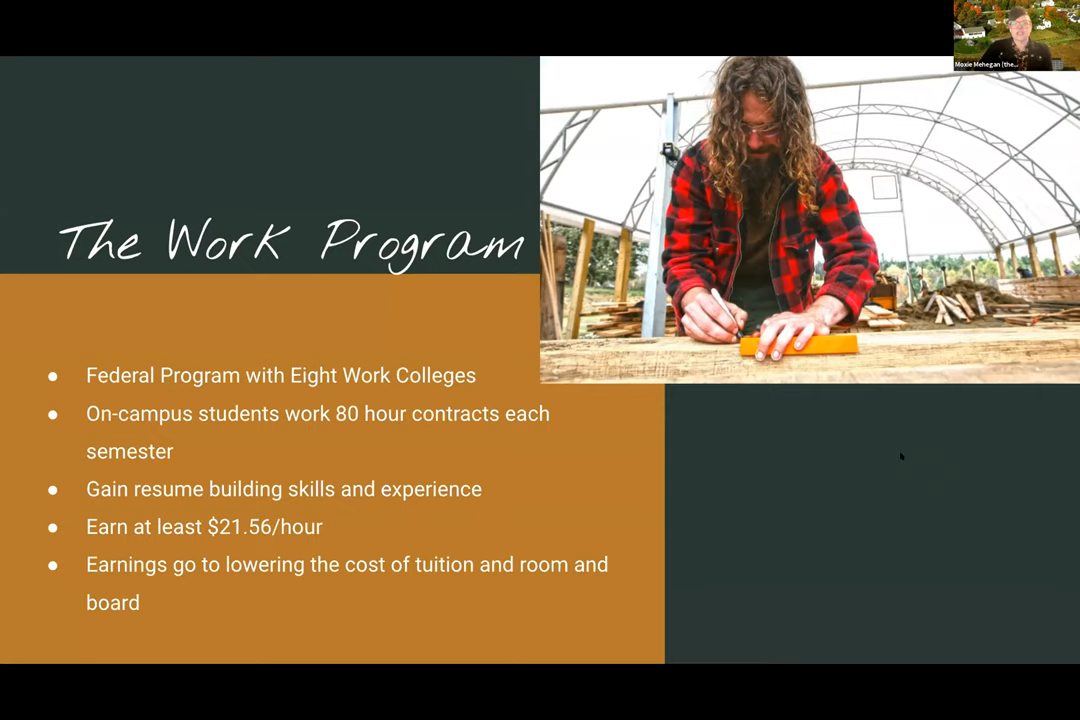 Moxie Mehegan (the...
The Work Program
● Federal Program with Eight Work Colleges
● On-campus students work 80 hour contracts each
semester
● Gain resume building skills and experience
● Earn at least $21.56/hour
● Earnings go to lowering the cost of tuition and room and
board